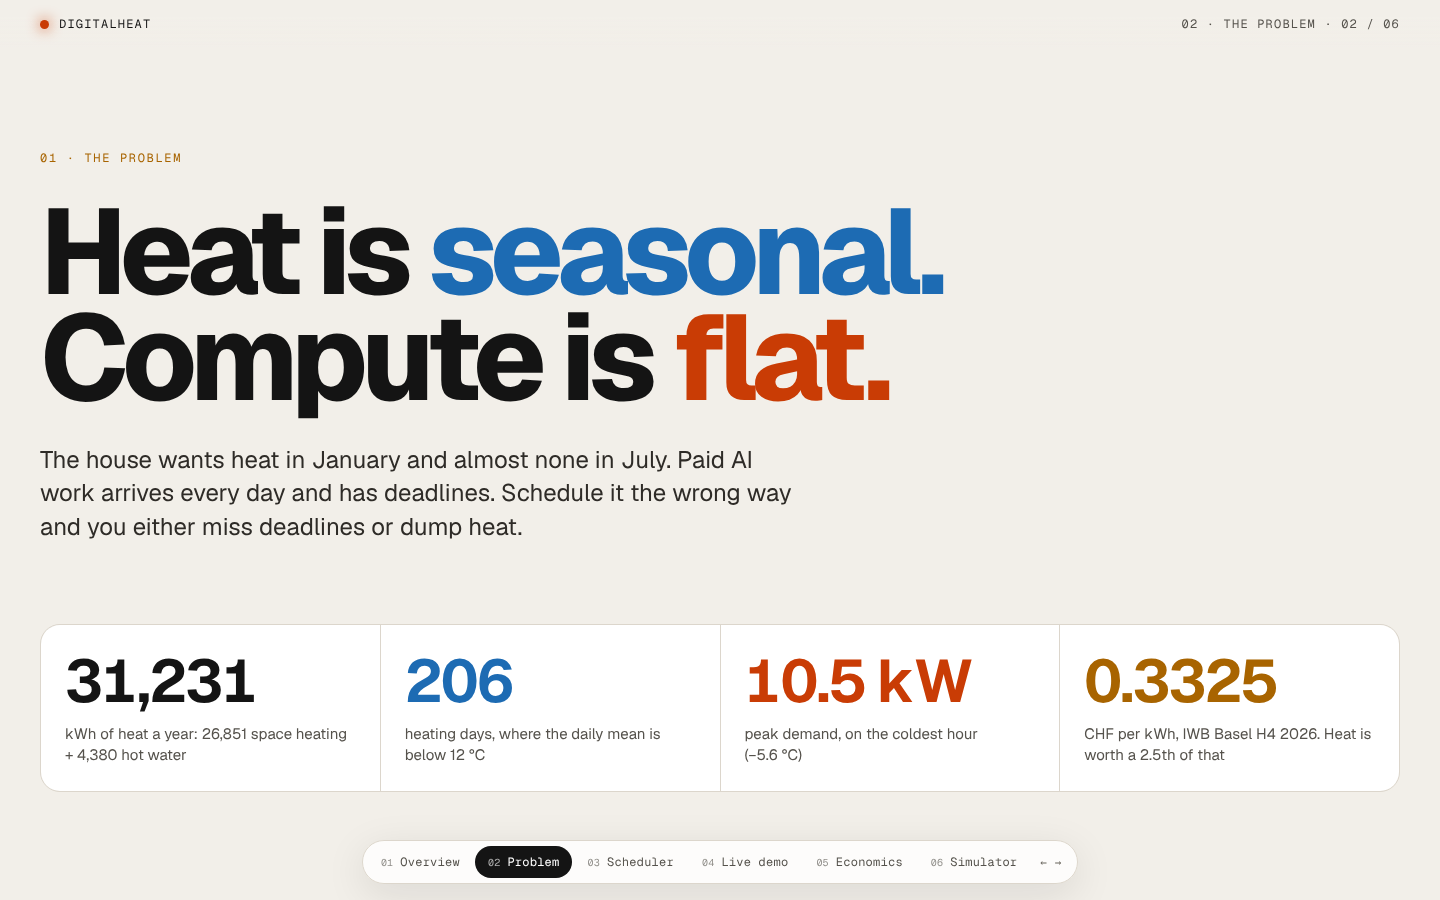 DIGITALHEAT
02 · THE PROBLEM · 02 / 06
01 · THE PROBLEM
Heat is seasonal.
Compute is flat.
The house wants heat in January and almost none in July. Paid AI
work arrives every day and has deadlines. Schedule it the wrong way
and you either miss deadlines or dump heat.
31,231
kWh of heat a year: 26,851 space heating
+ 4,380 hot water
206
heating days, where the daily mean is
below 12 °C
10.5 kW
peak demand, on the coldest hour
(−5.6 °C)
0.3325
CHF per kWh, IWB Basel H4 2026. Heat is
worth a 2.5th of that
01 Overview 02 Problem 03 Scheduler 04 Live demo 05 Economics 06 Simulator ← →